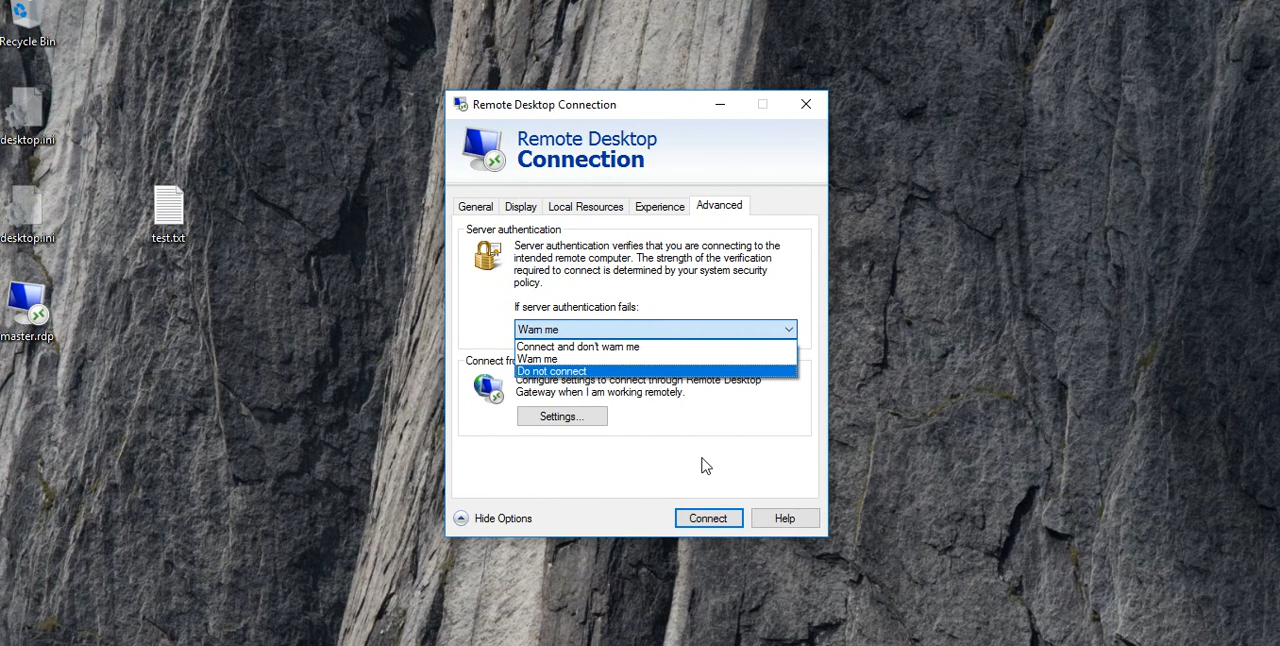 Recycle Bin
desktop.ini
desktop.ini
test.txt
master.rdp
Remote Desktop Connection
Remote Desktop
Connection
General Display Local Resources Experience Advanced
Server authentication
Server authentication verifies that you are connecting to the
intended remote computer. The strength of the verification
required to connect is determined by your system security
policy.
If server authentication fails:
Warn me
Connect and don't warn me
Warn me
Do not connect
Connect fr
Configure settings to connect through Remote Desktop
Gateway when I am working remotely.
Settings...
Hide Options
Connect
Help